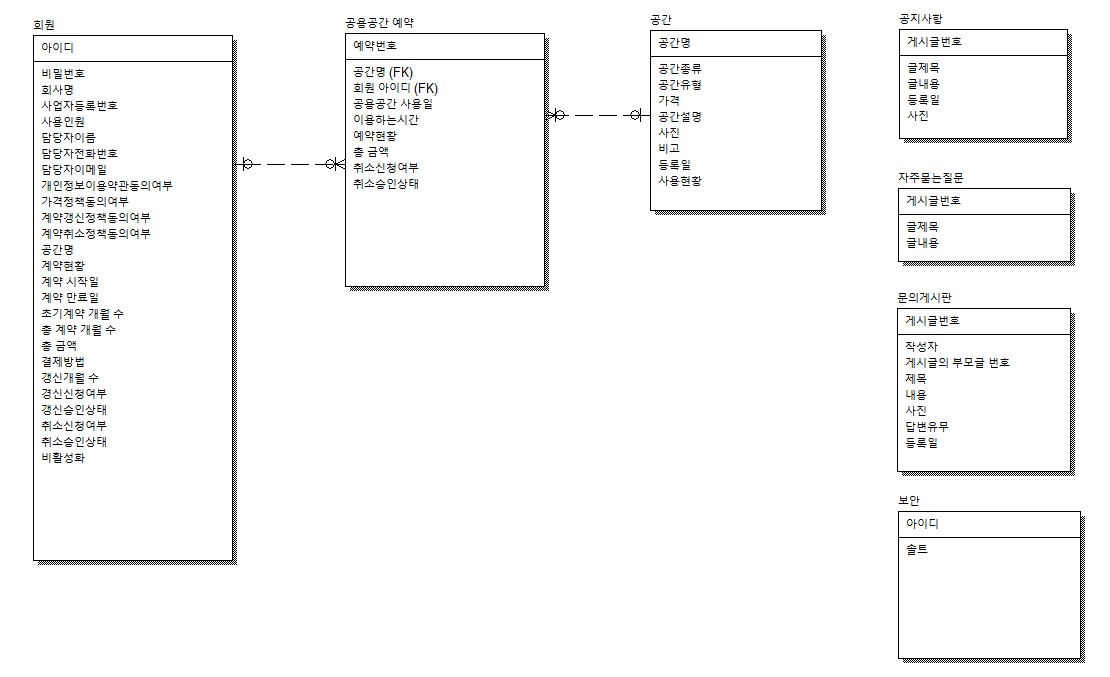 회원
아이디
비밀번호
회사명
사업자등록번호
사용인원
담당자이름
담당자전화번호
담당자이메일
개인정보이용약관동의여부
가격정책동의여부
계약갱신정책동의여부
계약취소정책동의여부
공간명
계약현황
계약 시작일
계약 만료일
초기계약 개월 수
총 계약 개월 수
총 금액
결제방법
갱신개월 수
갱신신청여부
갱신승인상태
취소신청여부
취소승인상태
비활성화
공용공간 예약
예약번호
공간명 (FK)
회원 아이디 (FK)
공용공간 사용일
이용하는시간
예약현황
총 금액
취소신청여부
취소승인상태
공간
공간명
공간종류
공간유형
가격
공간설명
사진
비고
등록일
사용현황
공지사항
게시글번호
글제목
글내용
등록일
사진
자주묻는질문
게시글번호
글제목
글내용
문의게시판
게시글번호
작성자
게시글의 부모글 번호
제목
내용
사진
답변유무
등록일
보안
아이디
솔트